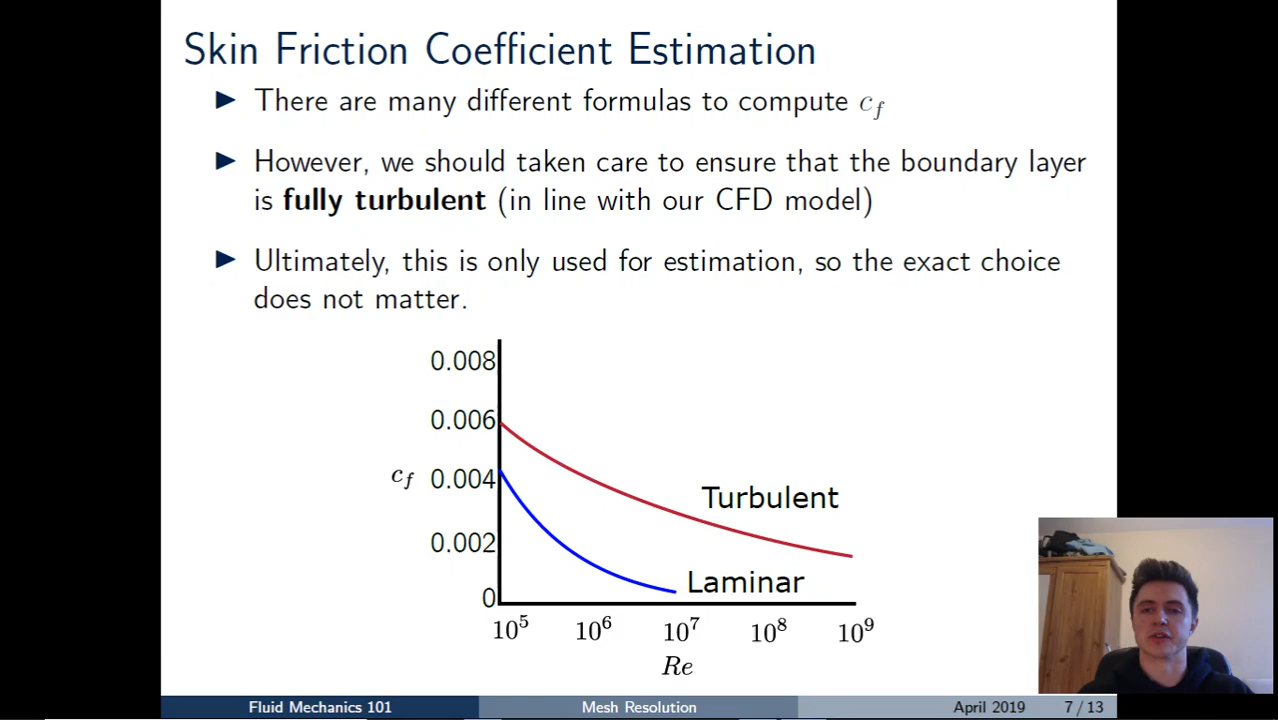 Skin Friction Coefficient Estimation
▶ There are many different formulas to compute c_f
▶ However, we should taken care to ensure that the boundary layer
is fully turbulent (in line with our CFD model)
▶ Ultimately, this is only used for estimation, so the exact choice
does not matter.
0.008
0.006
c_f 0.004
Turbulent
0.002
Laminar
0
10^5 10^6 10^7 10^8 10^9
Re
Fluid Mechanics 101 Mesh Resolution April 2019 7 / 13